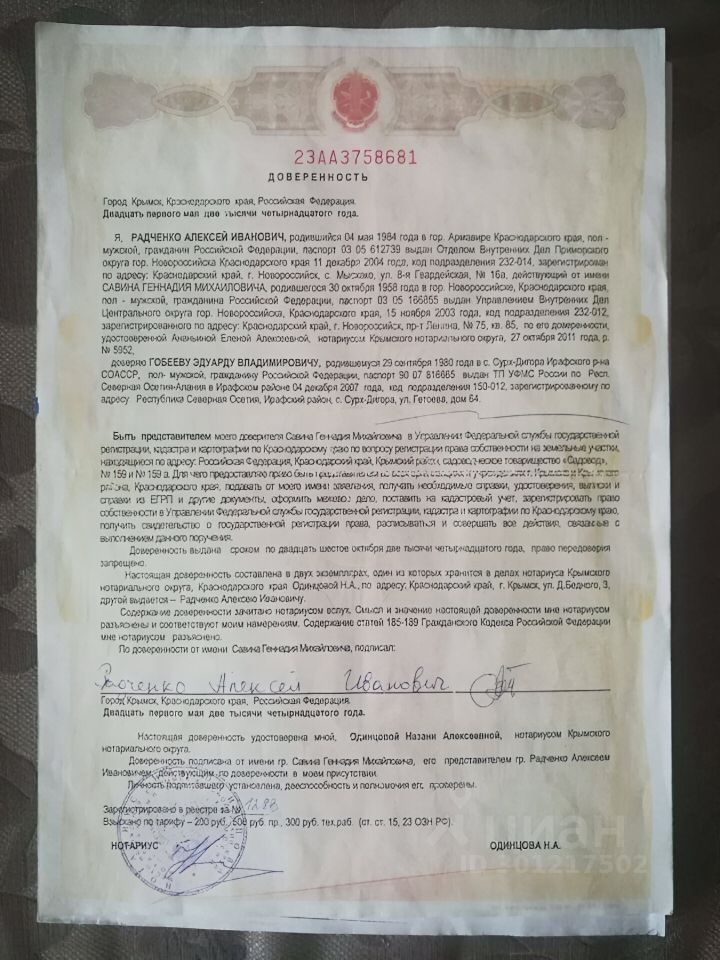 23АА3758681
ДОВЕРЕННОСТЬ
Город Крымск, Краснодарского края, Российская Федерация.
Двадцать первого мая две тысячи четырнадцатого года.
Я, РАДЧЕНКО АЛЕКСЕЙ ИВАНОВИЧ, родившийся 04 мая 1984 года в гор. Армавире Краснодарского края, пол -
мужской, гражданин Российской Федерации, паспорт 03 05 612739 выдан Отделом Внутренних Дел Приморского
округа гор. Новороссийска Краснодарского края 11 декабря 2004 года, код подразделения 232-014, зарегистрирован
по адресу: Краснодарский край, г. Новороссийск, с. Мысхако, ул. 8-я Гвардейская, № 16а, действующий от имени
САВИНА ГЕННАДИЯ МИХАЙЛОВИЧА, родившегося 30 октября 1958 года в гор. Новороссийске, Краснодарского края,
пол - мужской, гражданина Российской Федерации, паспорт 03 05 166855 выдан Управлением Внутренних Дел
Центрального округа гор. Новороссийска, Краснодарского края, 15 ноября 2003 года, код подразделения 232-012,
зарегистрированного по адресу: Краснодарский край, г. Новороссийск, пр-т Ленина, № 75, кв. 85, по его доверенности,
удостоверенной Ананьиной Еленой Алексеевной, нотариусом Крымского нотариального округа, 27 октября 2011 года, р.
№ 5952,
доверяю ГОБЕЕВУ ЭДУАРДУ ВЛАДИМИРОВИЧУ, родившемуся 29 сентября 1980 года в с. Сурх-Дигора Ирафского р-на
СОАССР, пол- мужской, гражданину Российской Федерации, паспорт 90 07 816665 выдан ТП УФМС России по Респ.
Северная Осетия-Алания в Ирафском районе 04 декабря 2007 года, код подразделения 150-012, зарегистрированному по
адресу Республика Северная Осетия, Ирафский район, с. Сурх-Дигора, ул. Гетоева, дом 64.
Быть представителем моего доверителя Савина Геннадия Михайловича в Управлении Федеральной службы государственной
регистрации, кадастра и картографии по Краснодарскому краю по вопросу регистрации права собственности на земельные участки,
находящиеся по адресу: Российская Федерация, Краснодарский край, Крымский район, садоводческое товарищество «Садовод»,
№ 159 и № 159 а. Для чего предоставляю право быть представителем во всех организациях и учреждениях г. Крымска и Крымского
района, Краснодарского края, подавать от моего имени заявления, получать необходимые справки, удостоверения, выписки и
справки из ЕГРП и другие документы, оформить межевое дело, поставить на кадастровый учет, зарегистрировать право
собственности в Управлении Федеральной службы государственной регистрации, кадастра и картографии по Краснодарскому краю,
получить свидетельство о государственной регистрации права, расписываться и совершать все действия, связанные с
выполнением данного поручения.
Доверенность выдана сроком по двадцать шестое октября две тысячи четырнадцатого года, право передоверия
запрещено.
Настоящая доверенность составлена в двух экземплярах, один из которых хранится в делах нотариуса Крымского
нотариального округа, Краснодарского края Одинцовой Н.А., по адресу: Краснодарский край, г. Крымск, ул. Д.Бедного, 3,
другой выдается – Радченко Алексею Ивановичу.
Содержание доверенности зачитано нотариусом вслух. Смысл и значение настоящей доверенности мне нотариусом
разъяснены и соответствуют моим намерениям. Содержание статей 185-189 Гражданского Кодекса Российской Федерации
мне нотариусом разъяснено.
По доверенности от имени Савина Геннадия Михайловича, подписал:
Радченко Алексей Иванович
Город Крымск, Краснодарского края, Российская Федерация.
Двадцать первого мая две тысячи четырнадцатого года.
Настоящая доверенность удостоверена мной, Одинцовой Назани Алексеевной, нотариусом Крымского
нотариального округа.
Доверенность подписана от имени гр. Савина Геннадия Михайловича, его представителем гр. Радченко Алексеем
Ивановичем, действующим по доверенности в моем присутствии.
Личность подписавшего установлена, дееспособность и полномочия его, проверены.
Зарегистрировано в реестре за № 1288
Взыскано по тарифу – 200 руб., 500 руб. пр., 300 руб. тех.раб. (ст. ст. 15, 23 ОЗН РФ).
НОТАРИУС ОДИНЦОВА Н.А.
циан